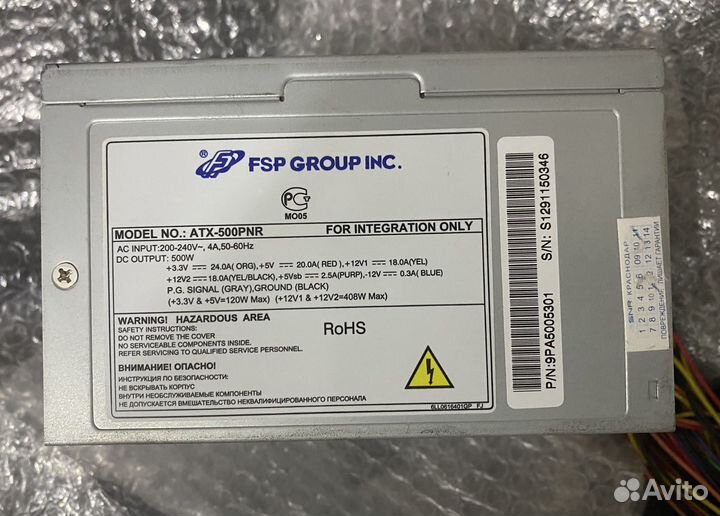 FSP GROUP INC.
MO05
MODEL NO.: ATX-500PNR FOR INTEGRATION ONLY
AC INPUT:200-240V~, 4A,50-60Hz
DC OUTPUT: 500W
+3.3V ⎓ 24.0A( ORG),+5V ⎓ 20.0A( RED ),+12V1 ⎓ 18.0A(YEL)
+12V2 ⎓ 18.0A(YEL/BLACK),+5Vsb ⎓ 2.5A(PURP),-12V ⎓ 0.3A( BLUE)
P.G. SIGNAL (GRAY),GROUND (BLACK)
(+3.3V & +5V=120W Max) (+12V1 & +12V2=408W Max)
WARNING! HAZARDOUS AREA
SAFETY INSTRUCTIONS:
DO NOT REMOVE THE COVER
NO SERVICEABLE COMPONENTS INSIDE.
REFER SERVICING TO QUALIFIED SERVICE PERSONNEL.
RoHS
ВНИМАНИЕ! ОПАСНО!
ИНСТРУКЦИЯ ПО БЕЗОПАСНОСТИ:
НЕ ВСКРЫВАТЬ КОРПУС
ВНУТРИ НЕОБСЛУЖИВАЕМЫЕ КОМПОНЕНТЫ
НЕ ДОПУСКАЕТСЯ ВМЕШАТЕЛЬСТВО НЕКВАЛИФИЦИРОВАННОГО ПЕРСОНАЛА
P/N:9PA5005301
S/N: S1291150346
SINR КРАСНОДАР
1 2 3 4 5 6 09 10
7 8 9 10 12 13 14
ПОВРЕЖДЕНИЕ ЛИШАЕТ ГАРАНТИИ
Avito